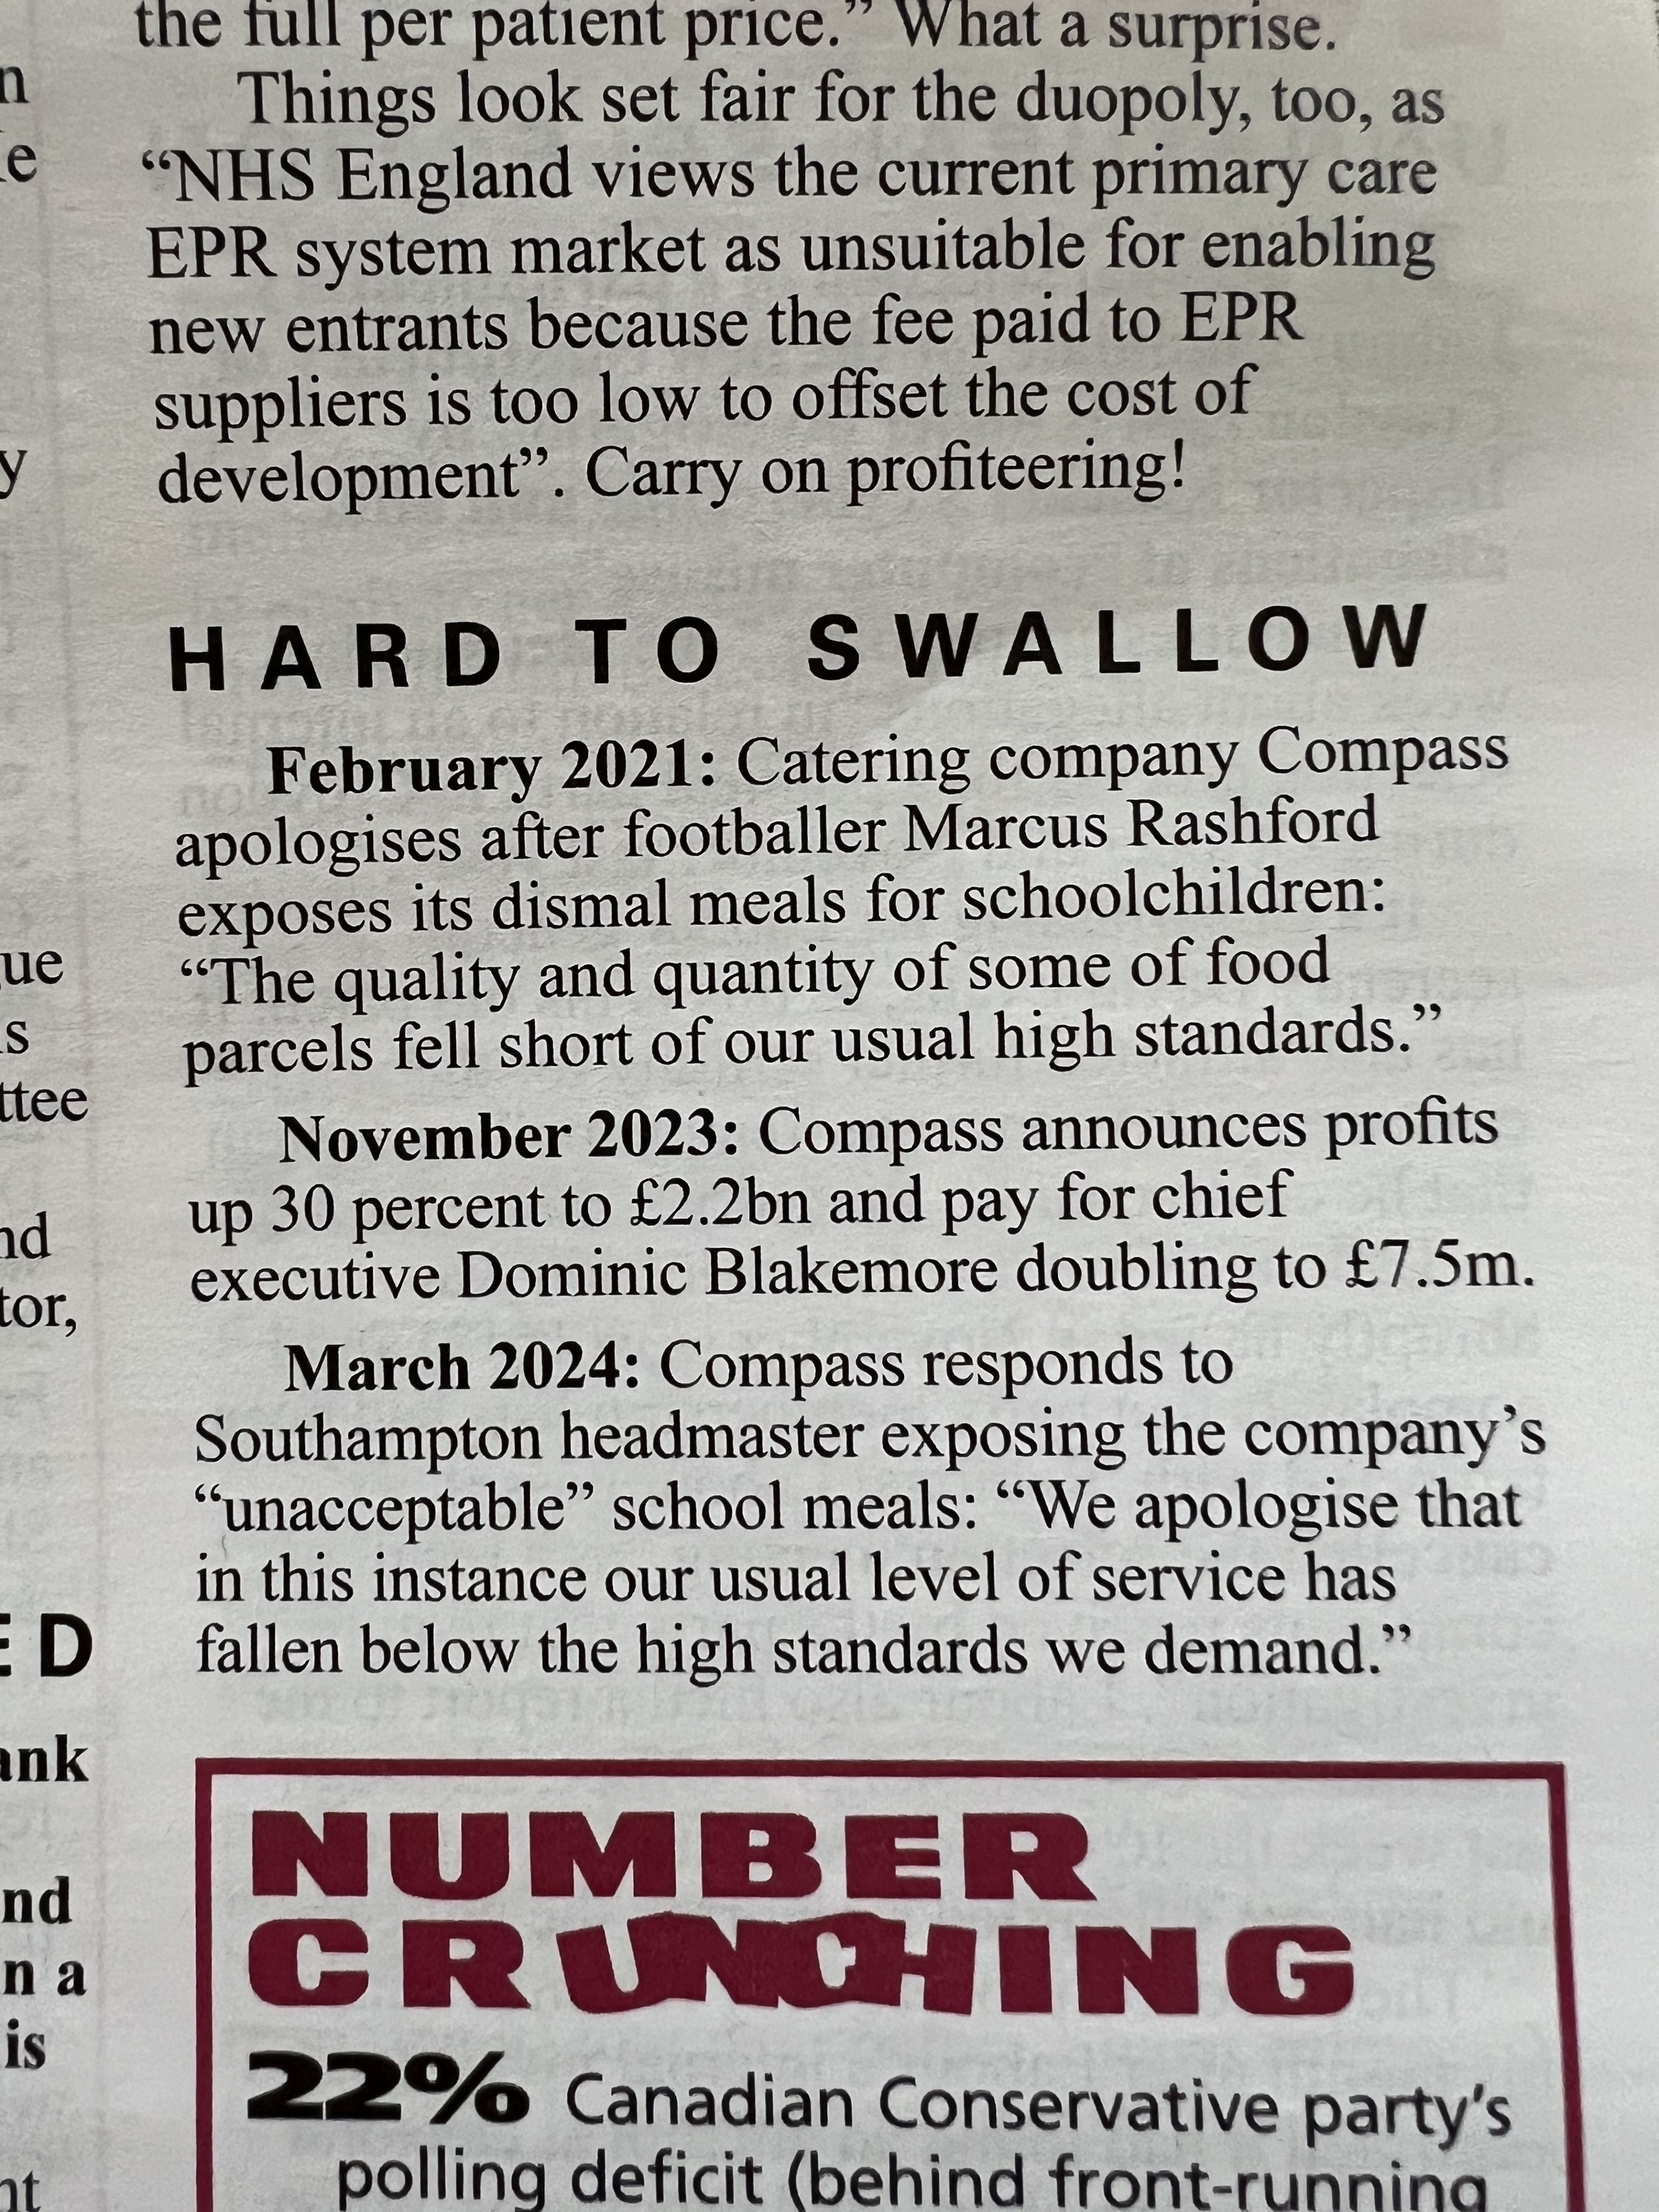 the full per patient price.” What a surprise.
Things look set fair for the duopoly, too, as
“NHS England views the current primary care
EPR system market as unsuitable for enabling
new entrants because the fee paid to EPR
suppliers is too low to offset the cost of
development”. Carry on profiteering!
HARD TO SWALLOW
February 2021: Catering company Compass
apologises after footballer Marcus Rashford
exposes its dismal meals for schoolchildren:
“The quality and quantity of some of food
parcels fell short of our usual high standards.”
November 2023: Compass announces profits
up 30 percent to £2.2bn and pay for chief
executive Dominic Blakemore doubling to £7.5m.
March 2024: Compass responds to
Southampton headmaster exposing the company’s
“unacceptable” school meals: “We apologise that
in this instance our usual level of service has
fallen below the high standards we demand.”
NUMBER
CRUNCHING
22% Canadian Conservative party’s
polling deficit (behind front-running